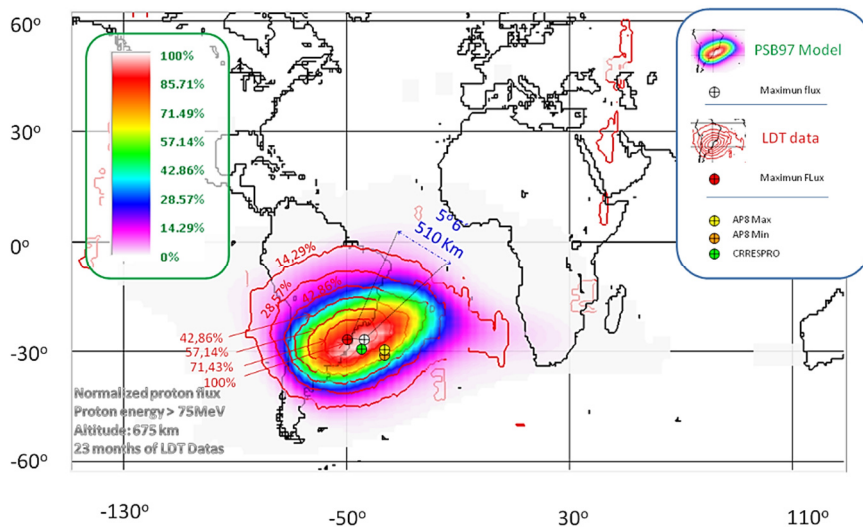 60º
30º
0º
-30º
-60º
100%
85.71%
71.49%
57.14%
42.86%
28.57%
14.29%
0%
PSB97 Model
Maximun flux
LDT data
Maximun FLux
AP8 Max
AP8 Min
CRRESPRO
5º6
510 Km
14,29%
28,57%
42,86%
42,86%
57,14%
71,43%
100%
Normalized proton flux
Proton energy > 75MeV
Altitude: 675 km
23 months of LDT Datas
-130º
-50º
30º
110º